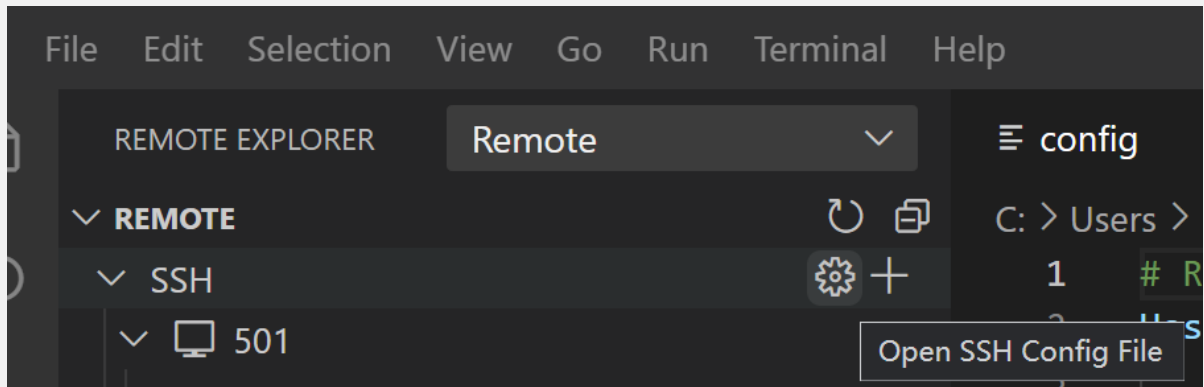 File Edit Selection View Go Run Terminal Help
REMOTE EXPLORER Remote config
REMOTE C: > Users >
SSH 1 # R
501
Open SSH Config File